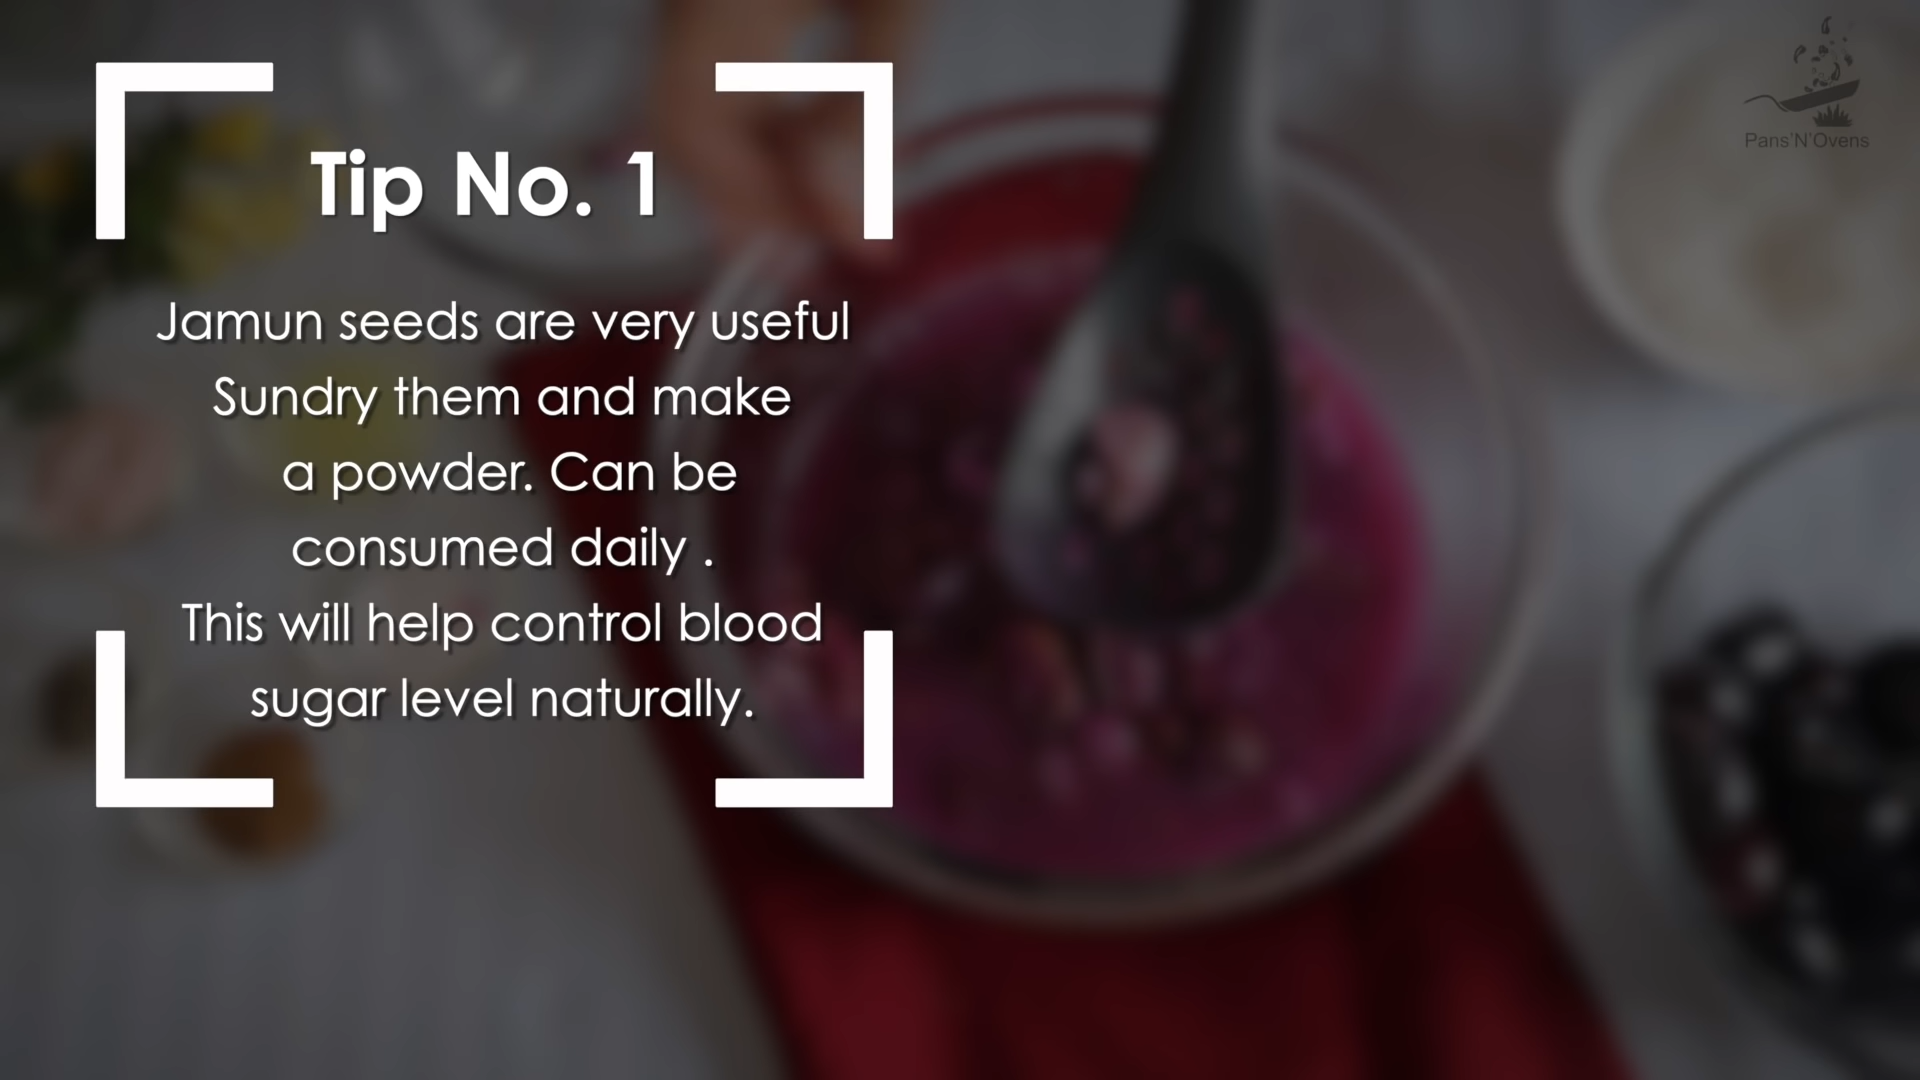 Pans'N'Ovens
Tip No. 1
Jamun seeds are very useful
Sundry them and make
a powder. Can be
consumed daily .
This will help control blood
sugar level naturally.